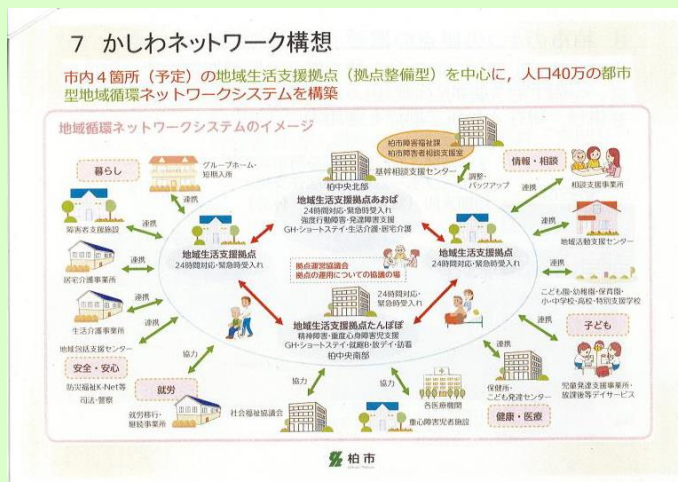 7 かしわネットワーク構想
市内4箇所（予定）の地域生活支援拠点（拠点整備型）を中心に，人口40万の都市
型地域循環ネットワークシステムを構築
地域循環ネットワークシステムのイメージ
柏市障害福祉課
柏市障害者相談支援室
基幹相談支援センター
調整・
バックアップ
情報・相談
連携
相談支援事業所
暮らし
グループホーム・
短期入所
連携
障害者支援施設
連携
柏中央北部
地域生活支援拠点あおば
24時間対応・緊急時受入れ
強度行動障害・発達障害支援
GH・ショートステイ・生活介護・居宅介護
連携
地域活動支援センター
地域生活支援拠点
24時間対応・緊急時受入れ
地域生活支援拠点
24時間対応・緊急時受入れ
連携
居宅介護事業所
拠点運営協議会
拠点の運用についての協議の場
連携
こども園・幼稚園・保育園・
小・中学校・高校・特別支援学校
連携
生活介護事業所
24時間対応・
緊急時受入れ
地域生活支援拠点たんぽぽ
精神障害・重度心身障害児支援
GH・ショートステイ・就継B・放デイ・訪看
柏中央南部
連携
地域包括支援センター
連携
子ども
児童発達支援事業所・
放課後等デイサービス
安全・安心
防災福祉K-Net等
司法・警察
協力
就労
就労移行・
継続事業所
協力
社会福祉協議会
協力
重心障害児者施設
各医療機関
連携
保健所・
こども発達センター
健康・医療
柏市